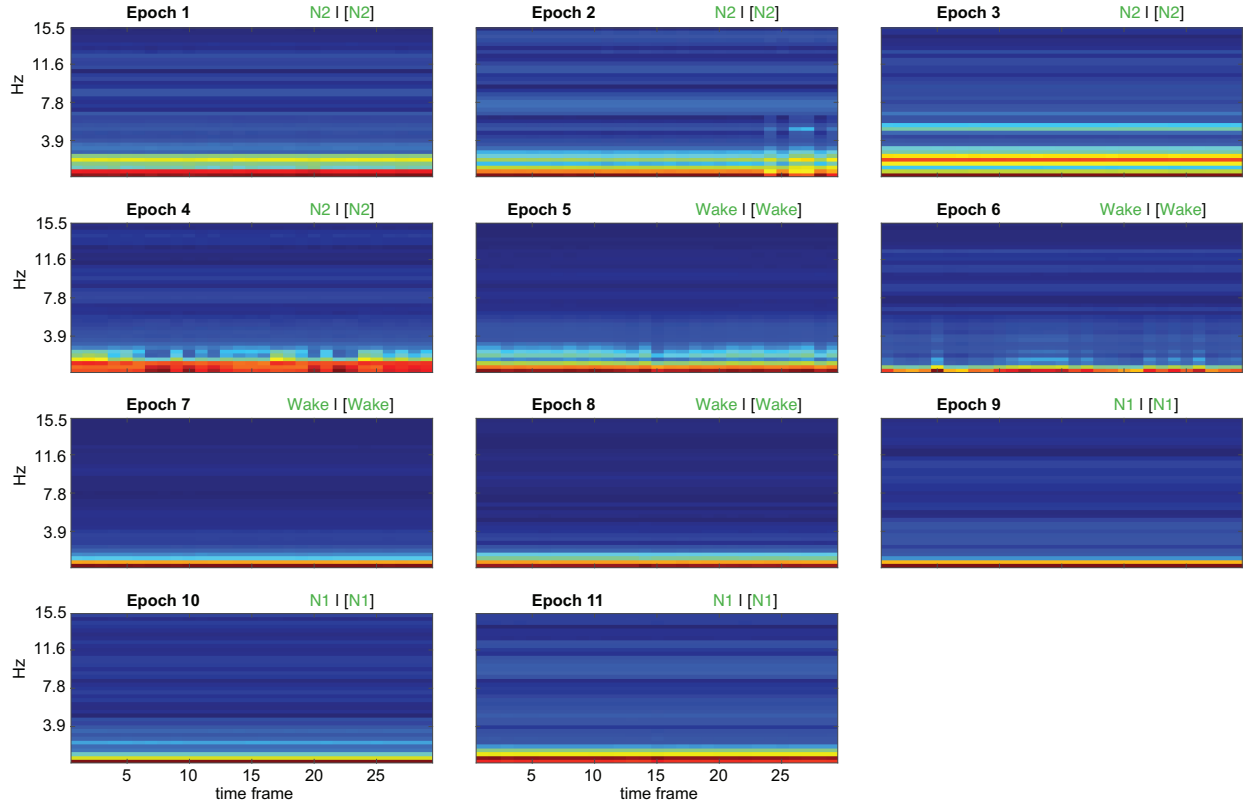 Epoch 1 N2 I [N2]
Epoch 2 N2 I [N2]
Epoch 3 N2 I [N2]
15.5
11.6
7.8
3.9
Hz
Epoch 4 N2 I [N2]
Epoch 5 Wake I [Wake]
Epoch 6 Wake I [Wake]
15.5
11.6
7.8
3.9
Hz
Epoch 7 Wake I [Wake]
Epoch 8 Wake I [Wake]
Epoch 9 N1 I [N1]
15.5
11.6
7.8
3.9
Hz
Epoch 10 N1 I [N1]
Epoch 11 N1 I [N1]
15.5
11.6
7.8
3.9
Hz
5 10 15 20 25
time frame
5 10 15 20 25
time frame